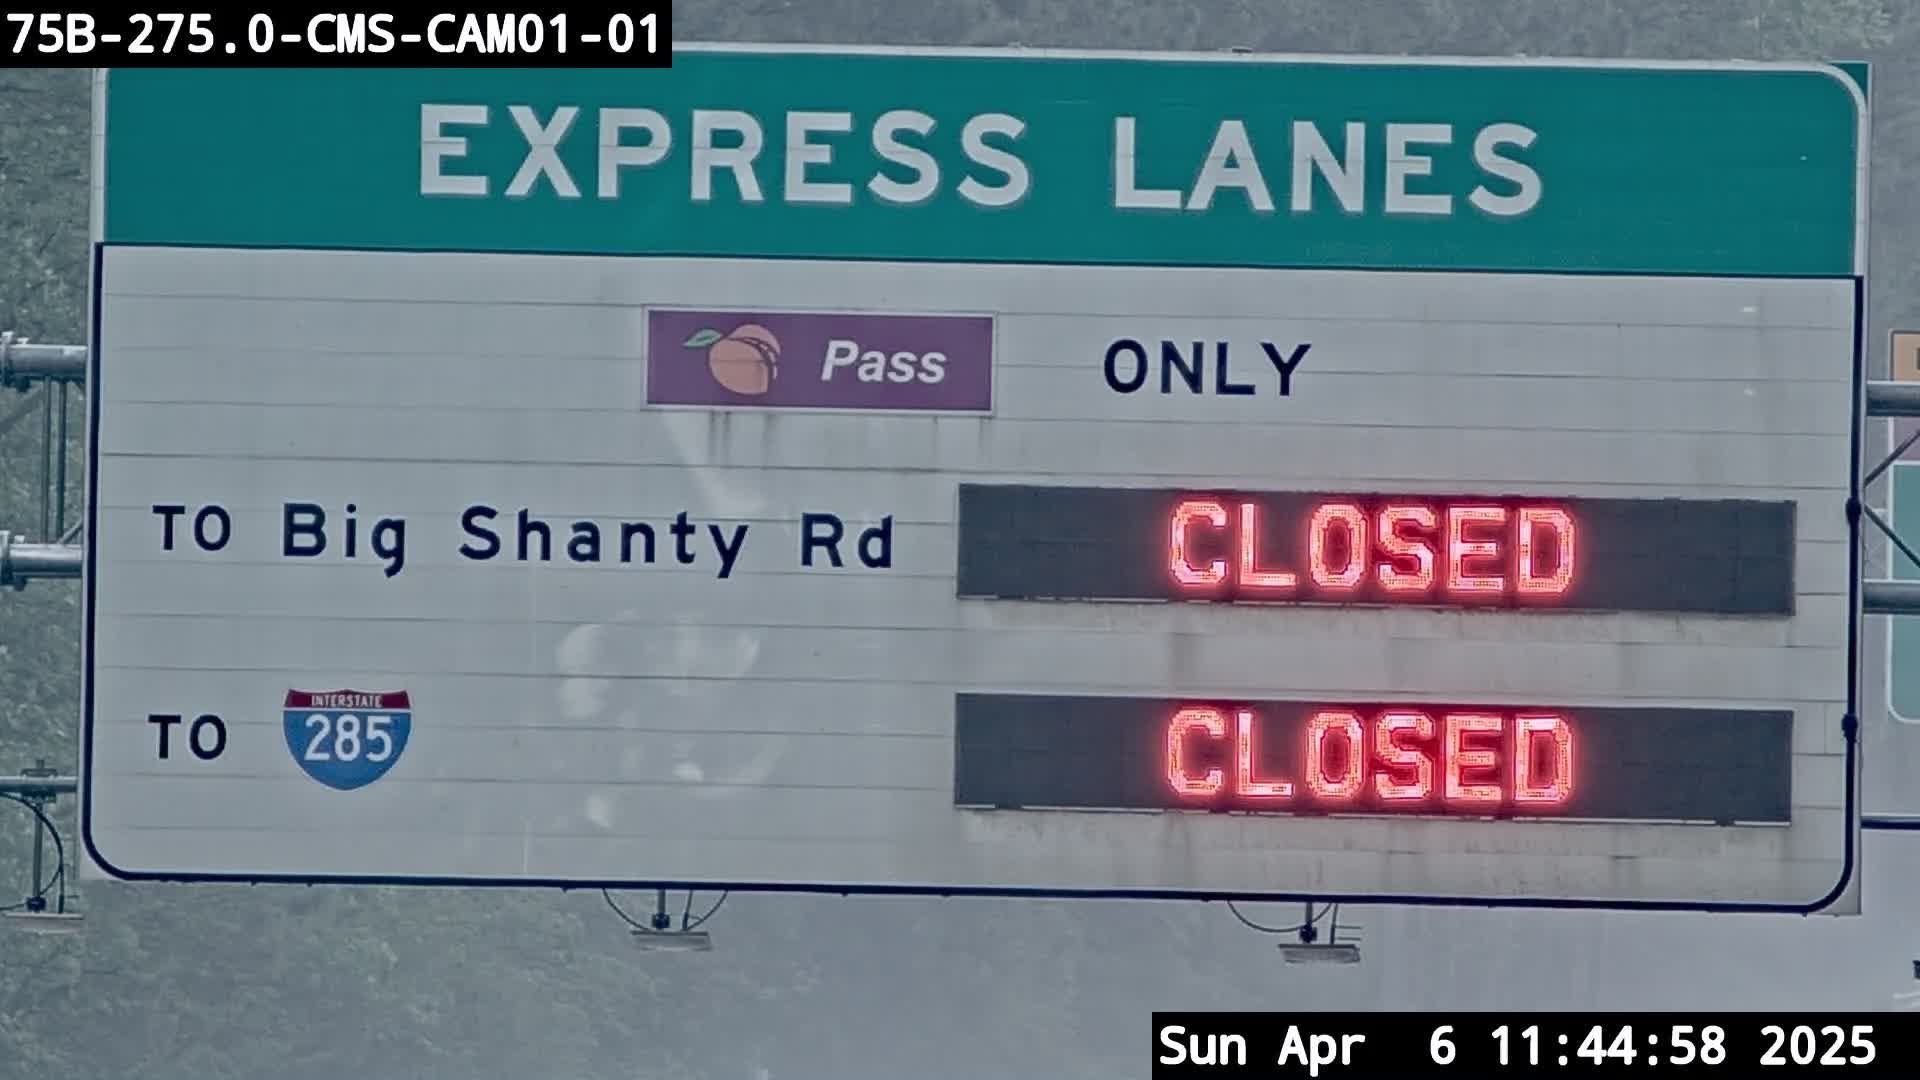 75B-275.0-CMS-CAM01-01
EXPRESS LANES
Pass ONLY
TO Big Shanty Rd CLOSED
TO INTERSTATE 285 CLOSED
Sun Apr 6 11:44:58 2025